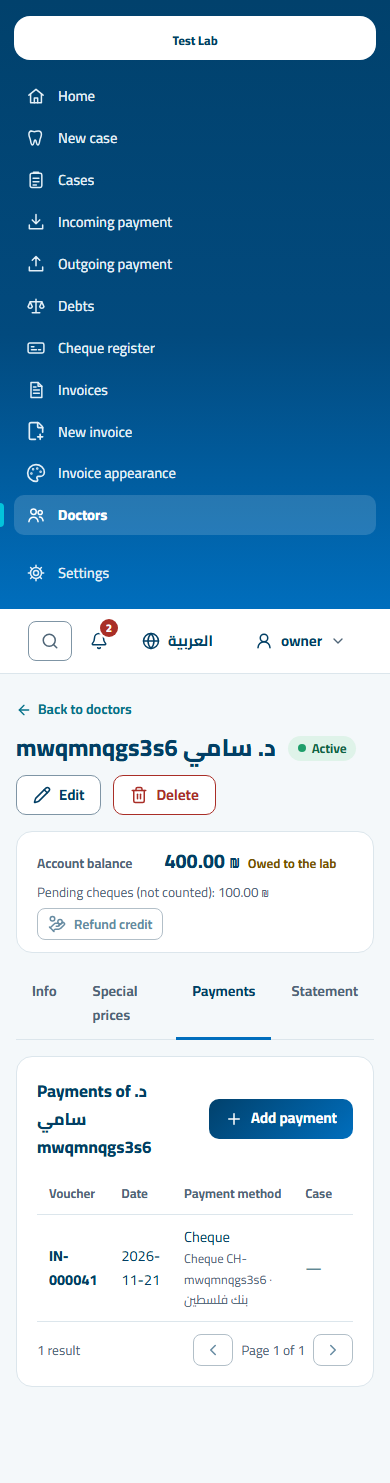 Test Lab
Home
New case
Cases
Incoming payment
Outgoing payment
Debts
Cheque register
Invoices
New invoice
Invoice appearance
Doctors
Settings
2
العربية
owner
Back to doctors
د. سامي mwqmnqgs3s6
Active
Edit
Delete
Account balance 400.00 ₪ Owed to the lab
Pending cheques (not counted): 100.00 ₪
Refund credit
Info
Special
prices
Payments
Statement
Payments of د.
سامي
mwqmnqgs3s6
Add payment
Voucher Date Payment method Case
IN-
000041
2026-
11-21
Cheque
Cheque CH-
mwqmnqgs3s6 ·
بنك فلسطين
—
1 result
Page 1 of 1